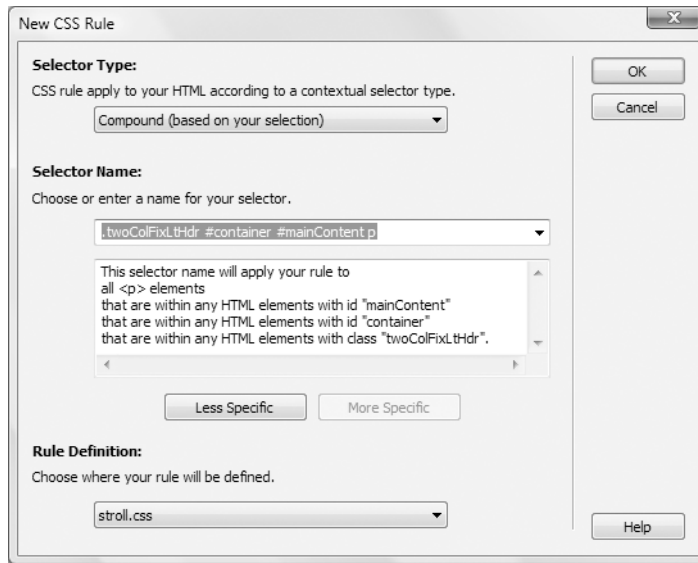 New CSS Rule
Selector Type:
CSS rule apply to your HTML according to a contextual selector type.
Compound (based on your selection)
Selector Name:
Choose or enter a name for your selector.
.twoColFixLtHdr #container #mainContent p
This selector name will apply your rule to
all <p> elements
that are within any HTML elements with id "mainContent"
that are within any HTML elements with id "container"
that are within any HTML elements with class "twoColFixLtHdr".
Less Specific
More Specific
Rule Definition:
Choose where your rule will be defined.
stroll.css
OK
Cancel
Help